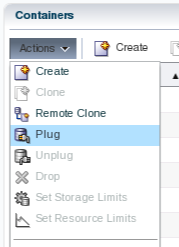 Containers
Actions Create
Create
Clone
Remote Clone
Plug
Unplug
Drop
Set Storage Limits
Set Resource Limits